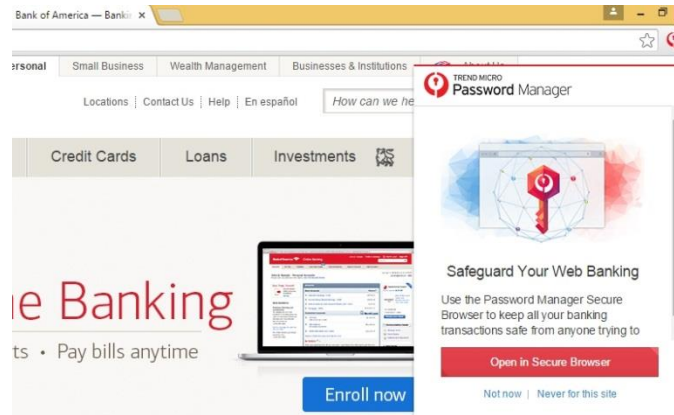 Bank of America — Bankin
ersonal Small Business Wealth Management Businesses & Institutions About Us
Locations Contact Us Help En español How can we he
Credit Cards Loans Investments
e Banking
ts • Pay bills anytime
Enroll now
TREND MICRO
Password Manager
Safeguard Your Web Banking
Use the Password Manager Secure
Browser to keep all your banking
transactions safe from anyone trying to
Open in Secure Browser
Not now | Never for this site